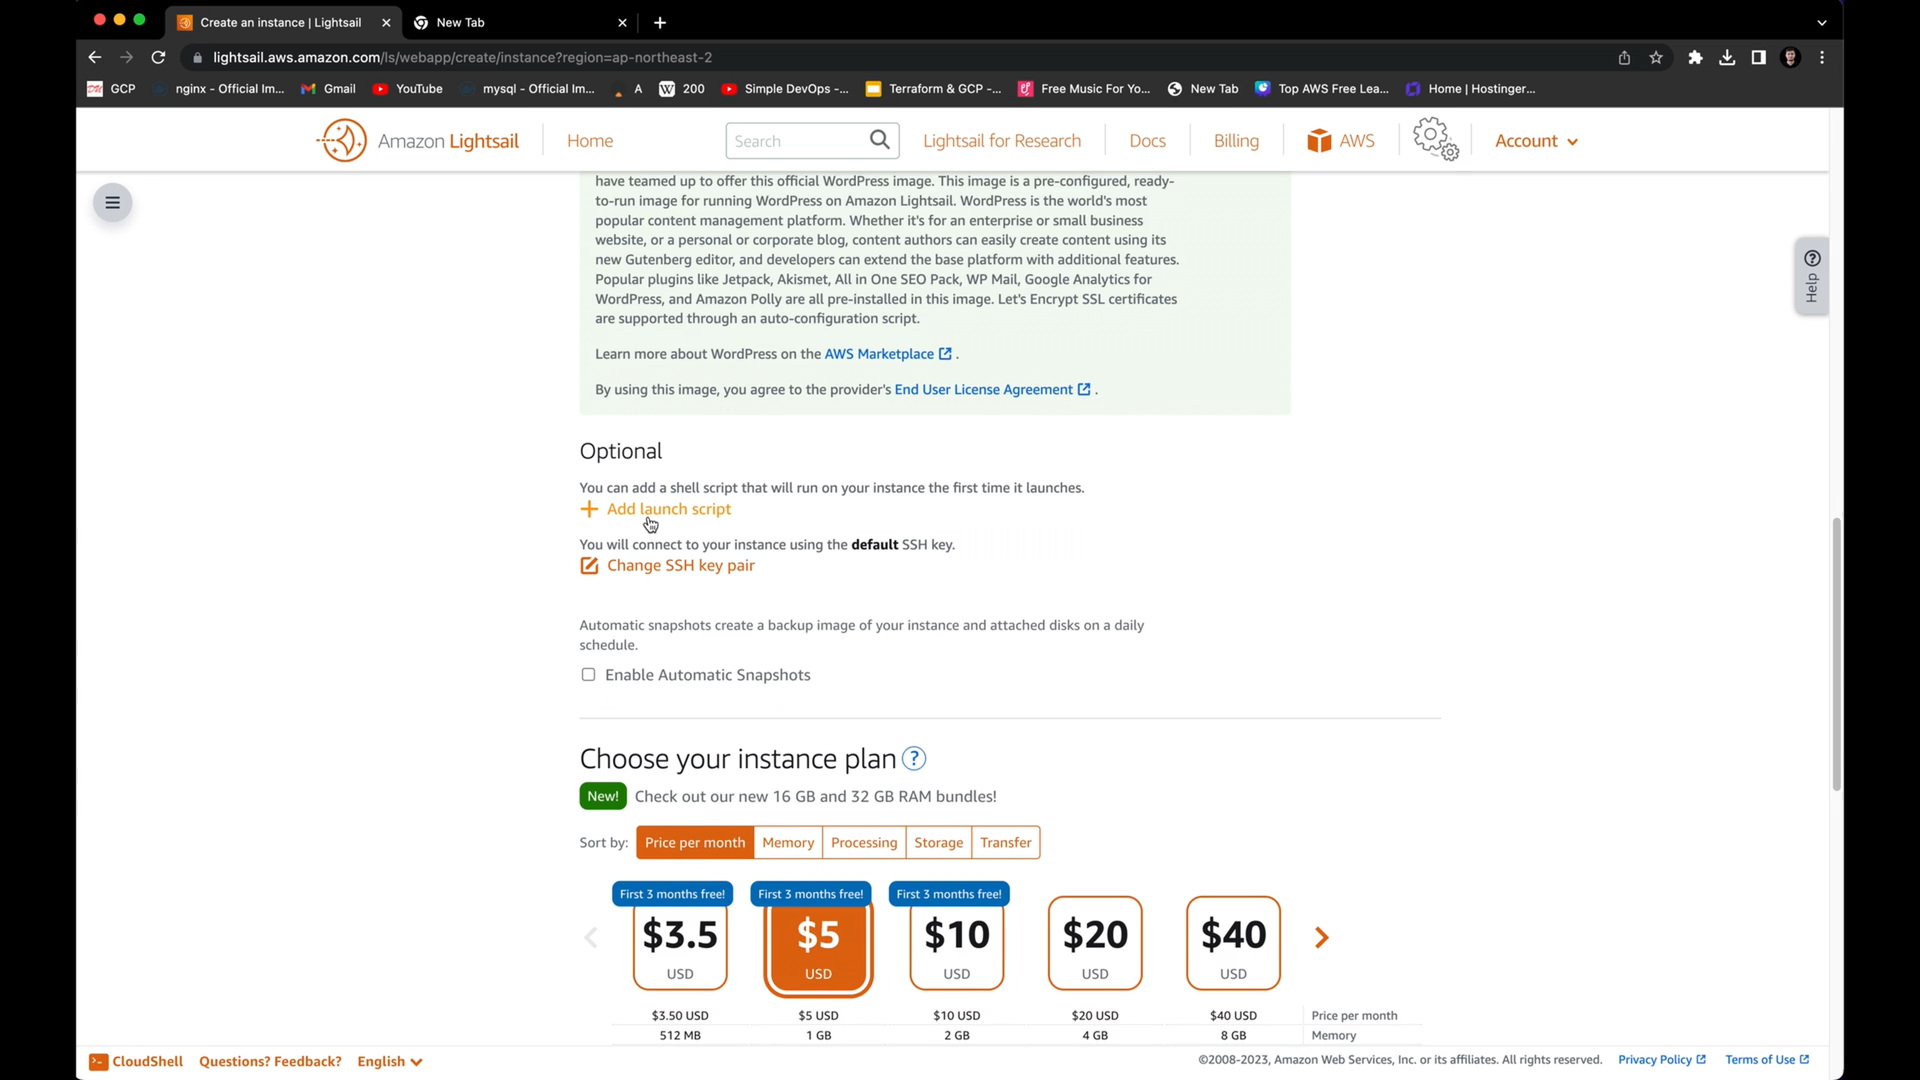 Create an instance | Lightsail
New Tab
lightsail.aws.amazon.com/ls/webapp/create/instance?region=ap-northeast-2
GCP
nginx - Official Im...
Gmail
YouTube
mysql - Official Im...
A
200
Simple DevOps -...
Terraform & GCP -...
Free Music For Yo...
New Tab
Top AWS Free Lea...
Home | Hostinger...
Amazon Lightsail
Home
Search
Lightsail for Research
Docs
Billing
AWS
Account
Help
have teamed up to offer this official WordPress image. This image is a pre-configured, ready-
to-run image for running WordPress on Amazon Lightsail. WordPress is the world's most
popular content management platform. Whether it's for an enterprise or small business
website, or a personal or corporate blog, content authors can easily create content using its
new Gutenberg editor, and developers can extend the base platform with additional features.
Popular plugins like Jetpack, Akismet, All in One SEO Pack, WP Mail, Google Analytics for
WordPress, and Amazon Polly are all pre-installed in this image. Let's Encrypt SSL certificates
are supported through an auto-configuration script.
Learn more about WordPress on the AWS Marketplace .
By using this image, you agree to the provider's End User License Agreement .
Optional
You can add a shell script that will run on your instance the first time it launches.
Add launch script
You will connect to your instance using the default SSH key.
Change SSH key pair
Automatic snapshots create a backup image of your instance and attached disks on a daily
schedule.
Enable Automatic Snapshots
Choose your instance plan ?
New! Check out our new 16 GB and 32 GB RAM bundles!
Sort by: Price per month Memory Processing Storage Transfer
First 3 months free! First 3 months free! First 3 months free!
$3.5 $5 $10 $20 $40
USD USD USD USD USD
$3.50 USD $5 USD $10 USD $20 USD $40 USD Price per month
512 MB 1 GB 2 GB 4 GB 8 GB Memory
CloudShell Questions? Feedback? English ©2008-2023, Amazon Web Services, Inc. or its affiliates. All rights reserved. Privacy Policy Terms of Use